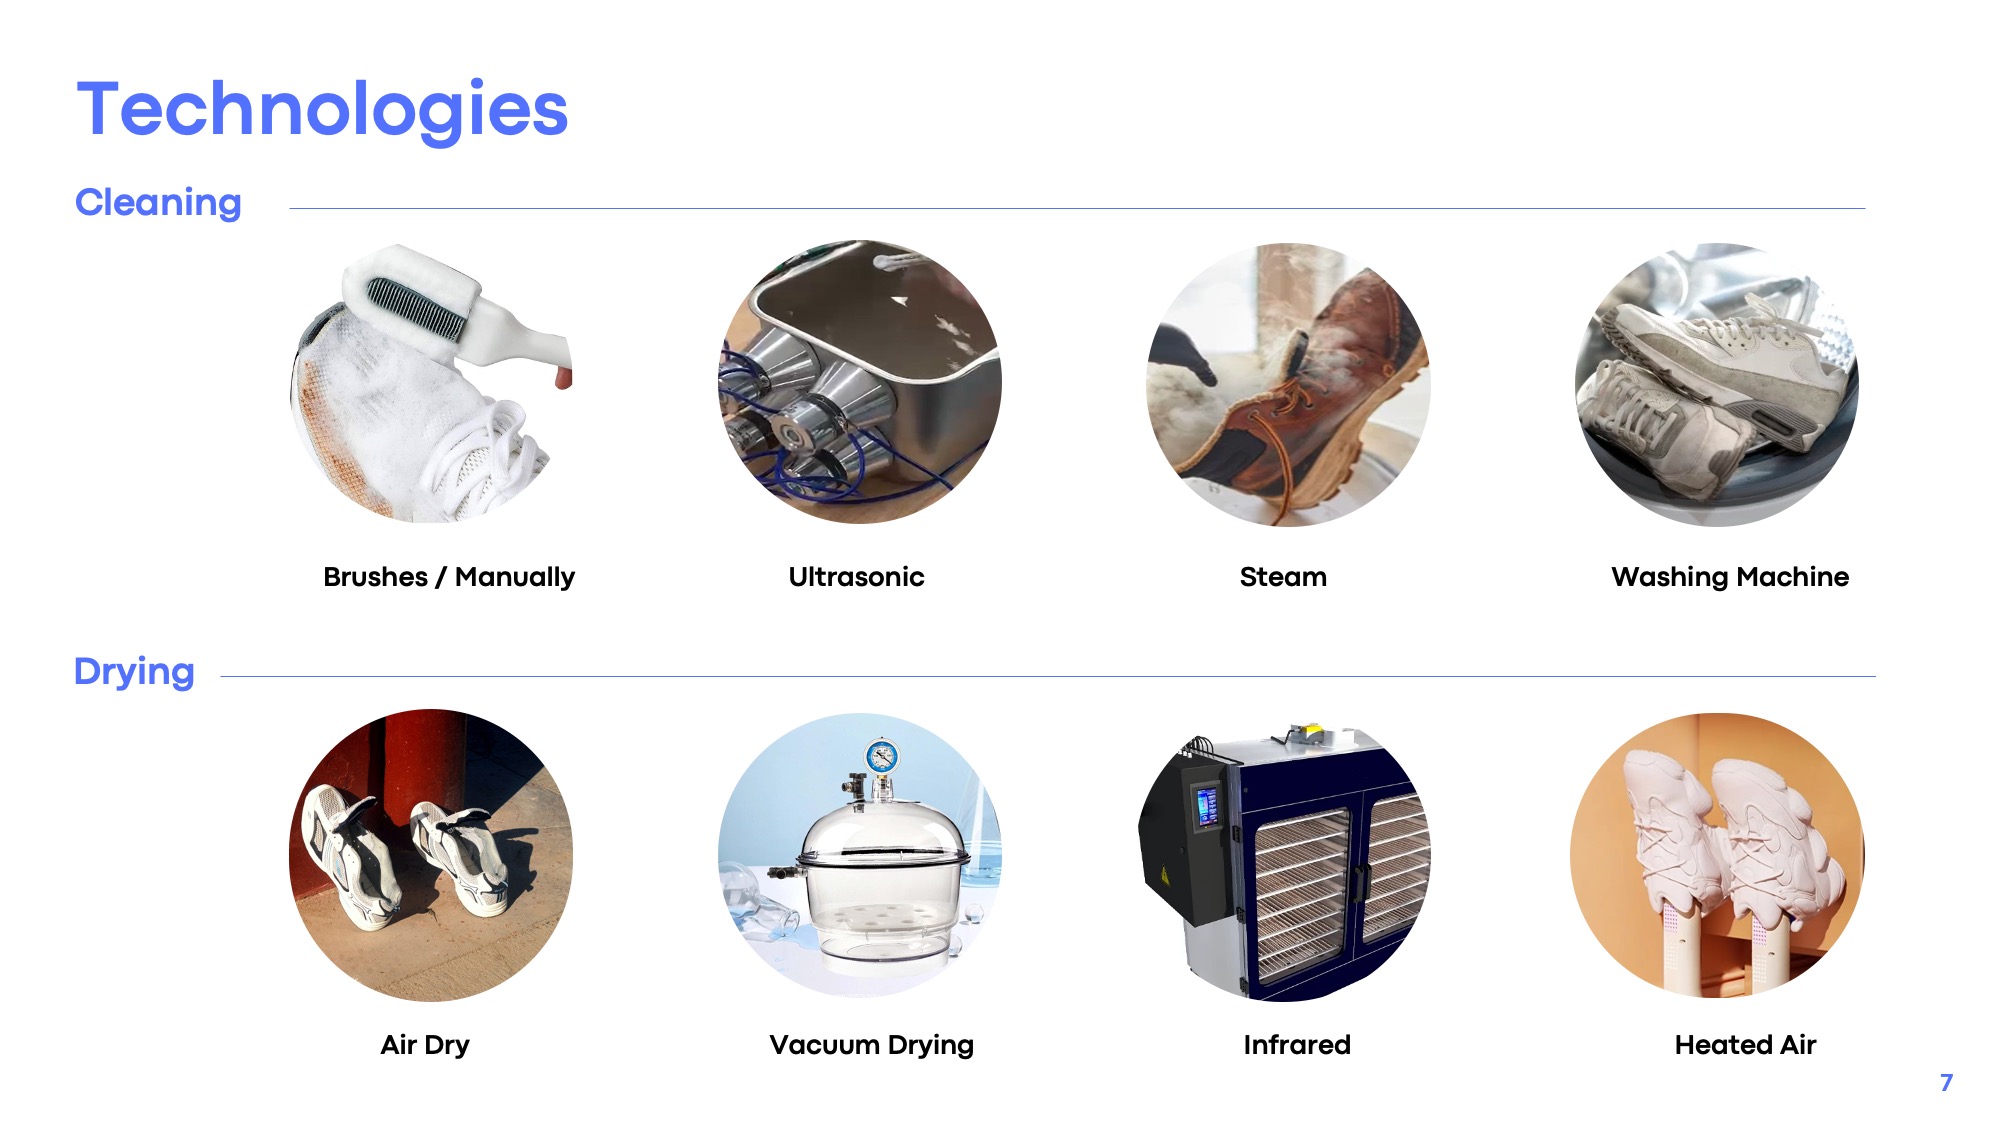 Technologies
Cleaning
Brushes / Manually
Ultrasonic
Steam
Washing Machine
Drying
Air Dry
Vacuum Drying
Infrared
Heated Air
7